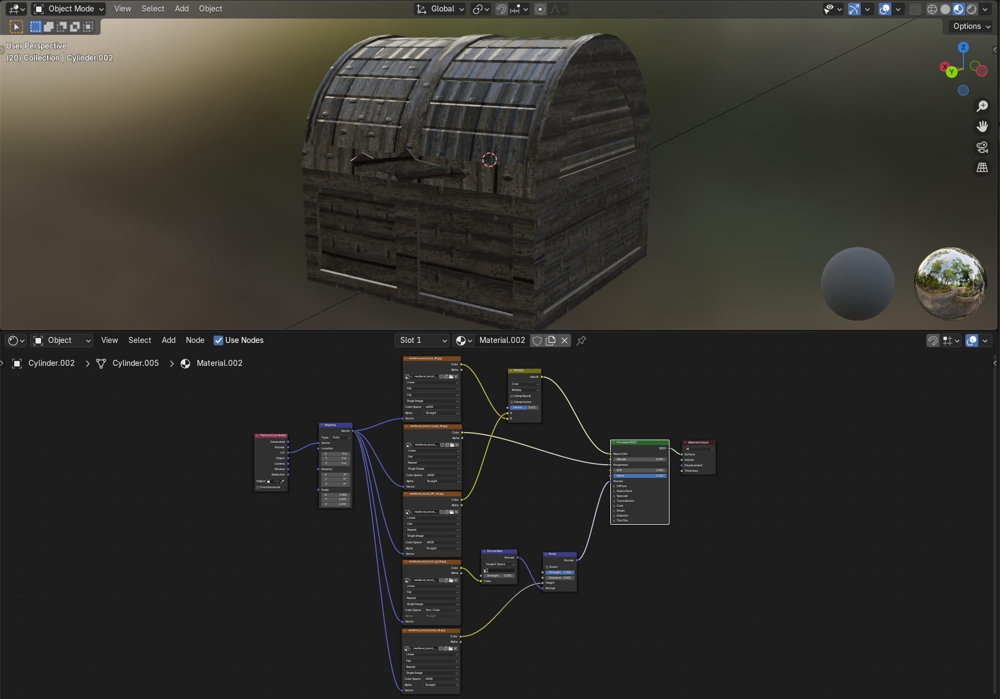 Object Mode View Select Add Object Global
Options
User Perspective
(20) Collection | Cylinder.002
Z
X
Y
Object View Select Add Node Use Nodes Slot 1 Material.002
Cylinder.002 > Cylinder.005 > Material.002
Texture Coordinate
Generated
Normal
UV
Object
Camera
Window
Reflection
Object:
From Instancer
Mapping
Vector
Type: Point
Vector
Location
X 0 m
Y 0 m
Z 0 m
Rotation
X 0°
Y 0°
Z 0°
Scale
X 3.400
Y 6.600
Z 1.000
medieval_wood_ao_4k.jpg
Color
Alpha
medieval_wood_...
Linear
Flat
Clip
Single Image
Color Space sRGB
Alpha Straight
Vector
medieval_wood_rough_4k.jpg
Color
Alpha
medieval_wood_...
Linear
Flat
Repeat
Single Image
Color Space sRGB
Alpha Straight
Vector
medieval_wood_diff_4k.jpg
Color
Alpha
medieval_wood_...
Linear
Flat
Repeat
Single Image
Color Space sRGB
Alpha Straight
Vector
medieval_wood_nor_gl_4k.jpg
Color
Alpha
medieval_wood_...
Linear
Flat
Repeat
Single Image
Color Space Non-Color
Alpha Straight
Vector
medieval_wood_bump_4k.jpg
Color
Alpha
medieval_wood_...
Linear
Flat
Repeat
Single Image
Color Space sRGB
Alpha Straight
Vector
Multiply
Result
Color
Multiply
Clamp Result
Clamp Factor
Factor 0.613
A
B
Normal Map
Normal
Tangent Space
Strength 0.500
Color
Bump
Normal
Invert
Strength 1.000
Distance 0.001
Height
Normal
Principled BSDF
BSDF
Base Color
Metallic 0.000
Roughness
IOR 1.500
Alpha 1.000
Normal
Diffuse
Subsurface
Specular
Transmission
Coat
Sheen
Emission
Thin Film
Material Output
All
Surface
Volume
Displacement
Thickness